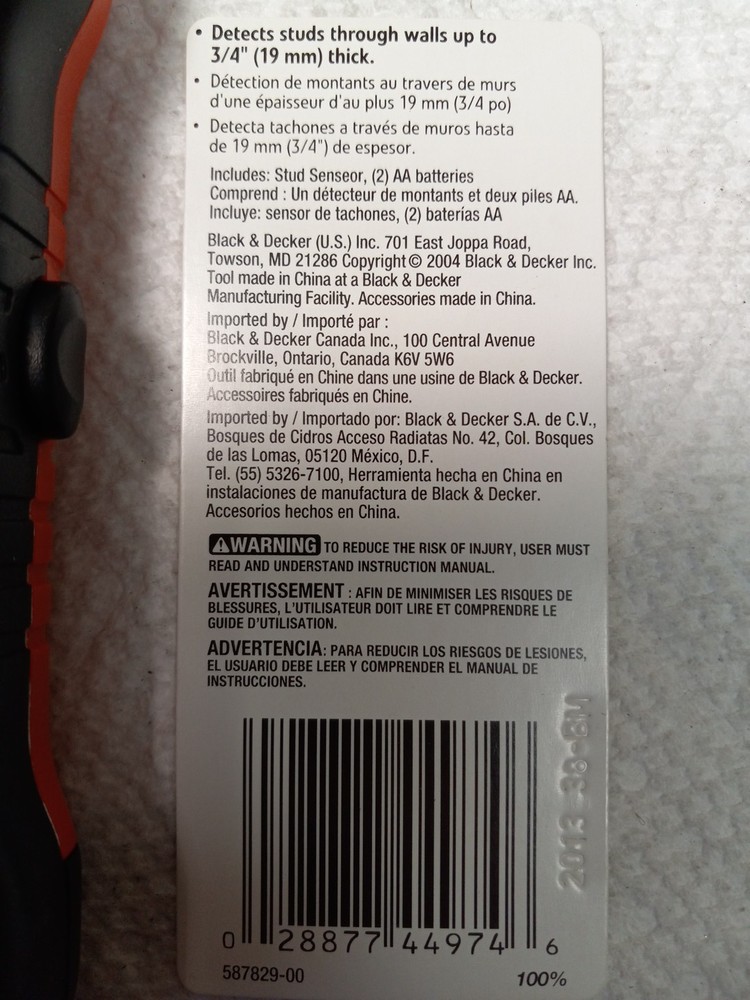 • Detects studs through walls up to
3/4" (19 mm) thick.
• Détection de montants au travers de murs
d'une épaisseur d'au plus 19 mm (3/4 po)
• Detecta tachones a través de muros hasta
de 19 mm (3/4") de espesor.
Includes: Stud Senseor, (2) AA batteries
Comprend : Un détecteur de montants et deux piles AA.
Incluye: sensor de tachones, (2) baterías AA
Black & Decker (U.S.) Inc. 701 East Joppa Road,
Towson, MD 21286 Copyright © 2004 Black & Decker Inc.
Tool made in China at a Black & Decker
Manufacturing Facility. Accessories made in China.
Imported by / Importé par :
Black & Decker Canada Inc., 100 Central Avenue
Brockville, Ontario, Canada K6V 5W6
Outil fabriqué en Chine dans une usine de Black & Decker.
Accessoires fabriqués en Chine.
Imported by / Importado por: Black & Decker S.A. de C.V.,
Bosques de Cidros Acceso Radiatas No. 42, Col. Bosques
de las Lomas, 05120 México, D.F.
Tel. (55) 5326-7100, Herramienta hecha en China en
instalaciones de manufactura de Black & Decker.
Accesorios hechos en China.
WARNING TO REDUCE THE RISK OF INJURY, USER MUST
READ AND UNDERSTAND INSTRUCTION MANUAL.
AVERTISSEMENT : AFIN DE MINIMISER LES RISQUES DE
BLESSURES, L'UTILISATEUR DOIT LIRE ET COMPRENDRE LE
GUIDE D'UTILISATION.
ADVERTENCIA: PARA REDUCIR LOS RIESGOS DE LESIONES,
EL USUARIO DEBE LEER Y COMPRENDER EL MANUAL DE
INSTRUCCIONES.
2013 38-BM
0 28877 44974 6
587829-00 100%